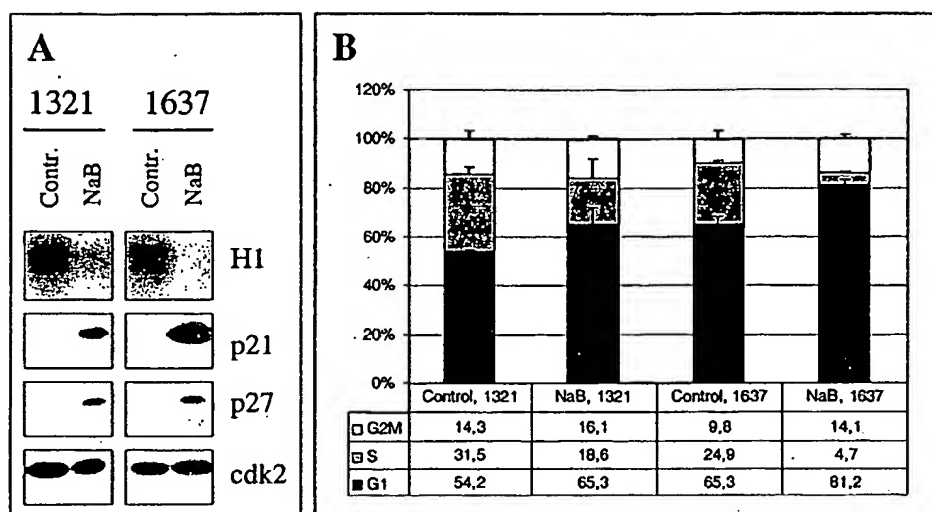 A
1321 1637
Contr. NaB Contr. NaB
H1
p21
p27
cdk2
B
120%
100%
80%
60%
40%
20%
0%
Control, 1321 NaB, 1321 Control, 1637 NaB, 1637
G2M 14,3 16,1 9,8 14,1
S 31,5 18,6 24,9 4,7
G1 54,2 65,3 65,3 81,2